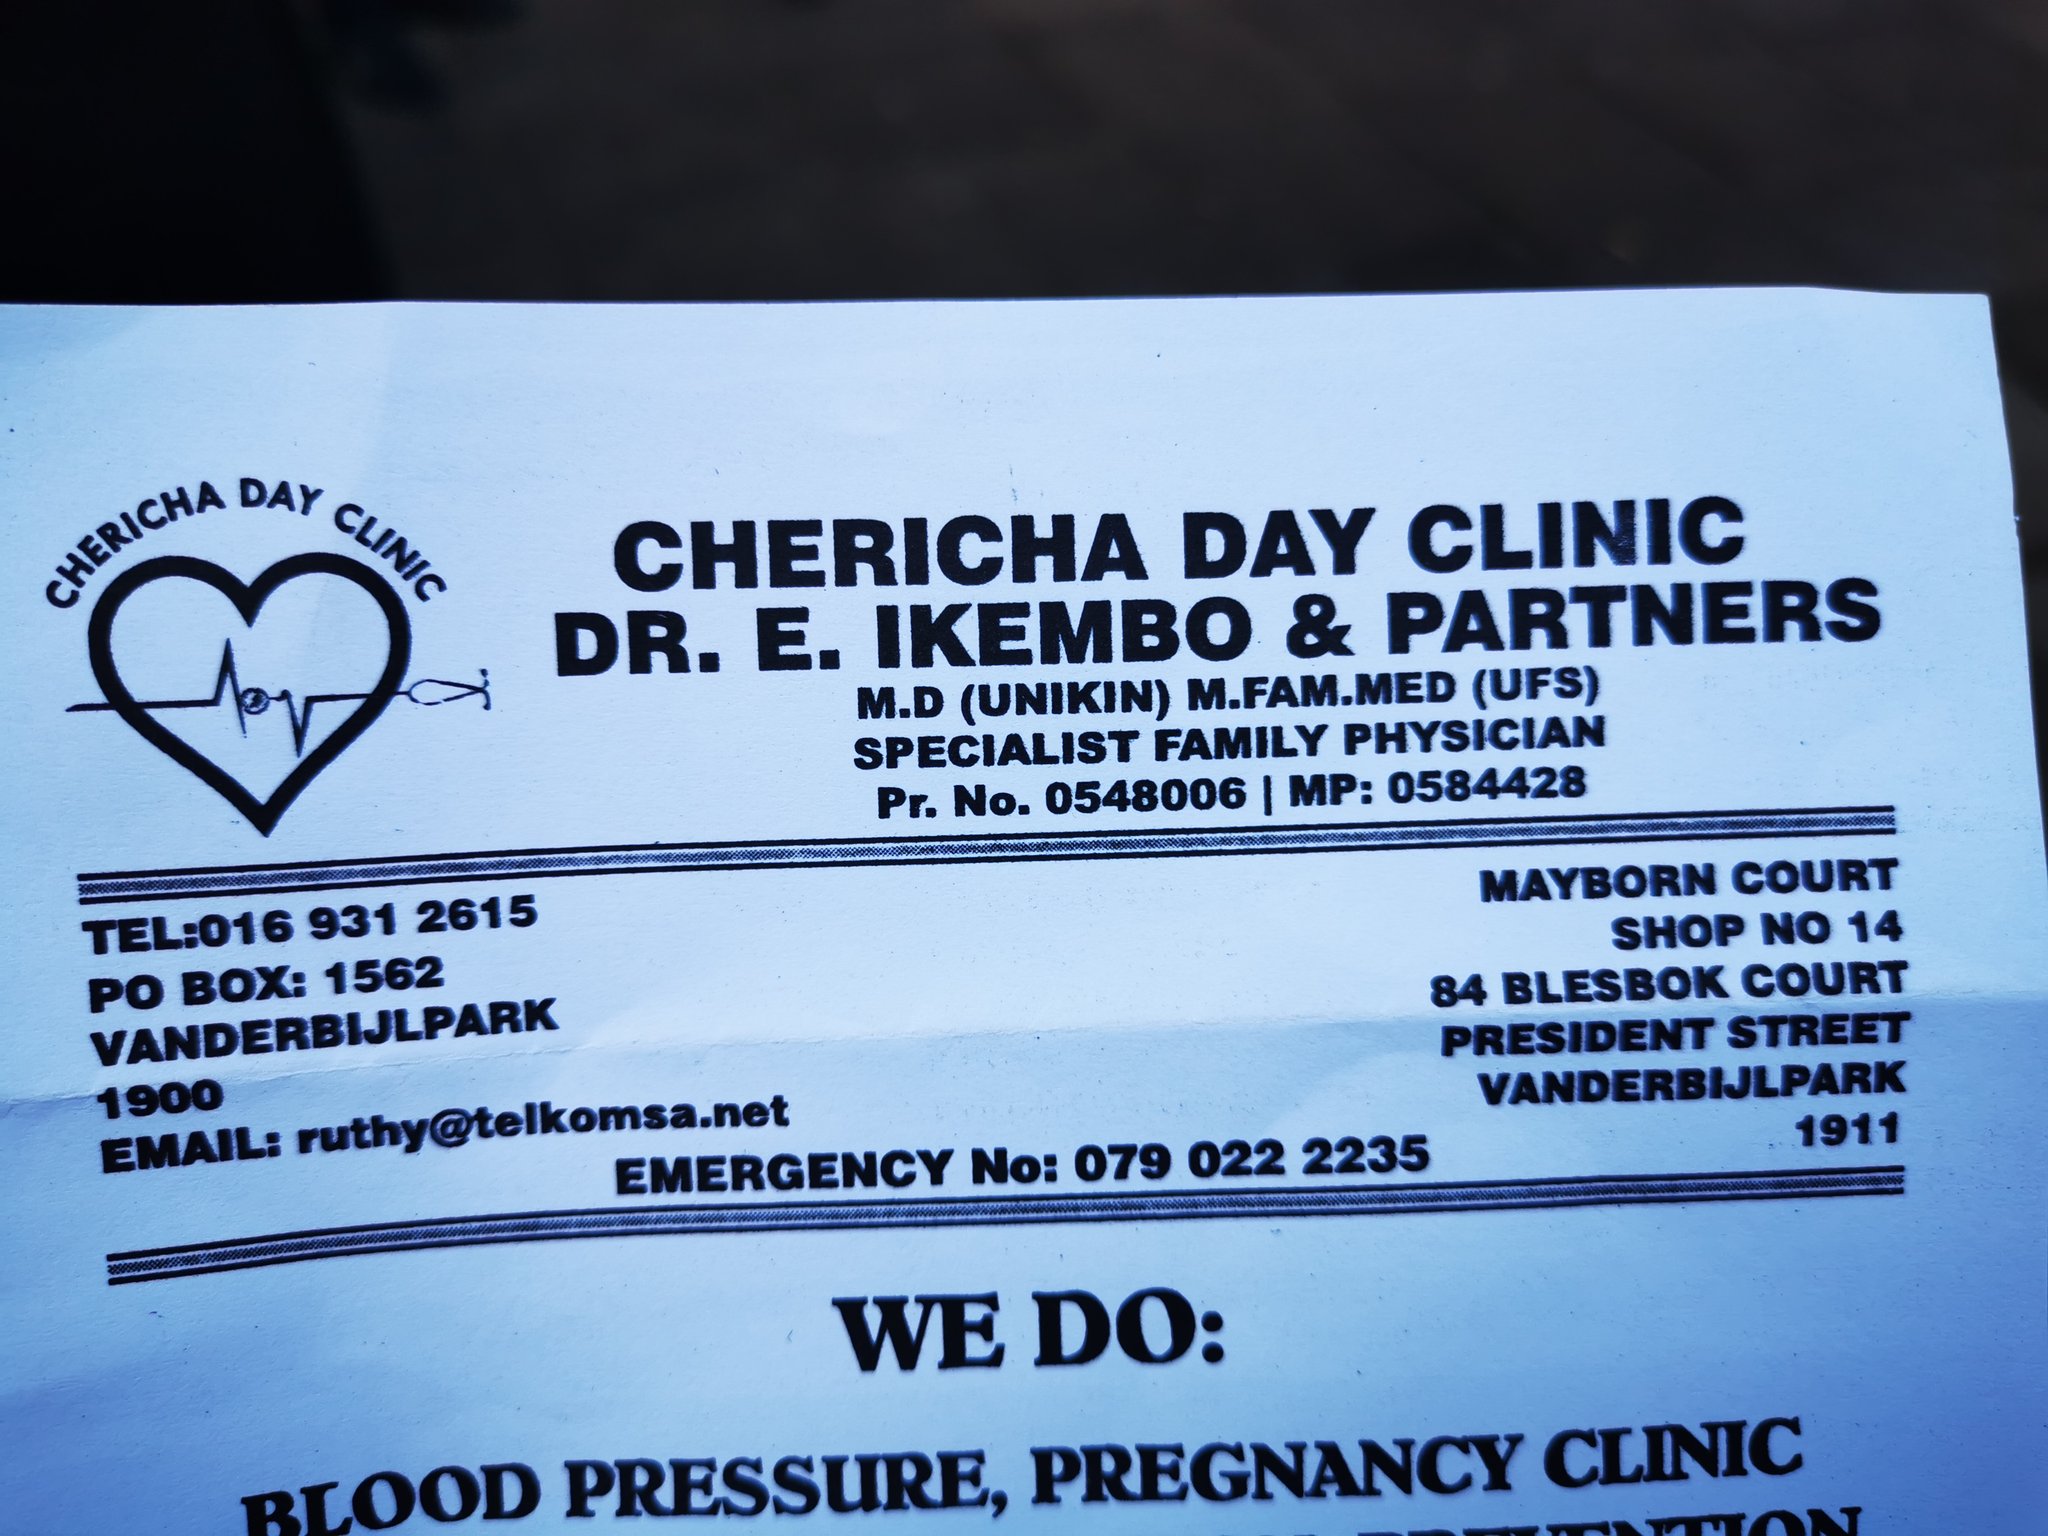 CHERICHA DAY CLINIC
CHERICHA DAY CLINIC
DR. E. IKEMBO & PARTNERS
M.D (UNIKIN) M.FAM.MED (UFS)
SPECIALIST FAMILY PHYSICIAN
Pr. No. 0548006 | MP: 0584428
TEL:016 931 2615
PO BOX: 1562
VANDERBIJLPARK
1900
EMAIL: ruthy@telkomsa.net
MAYBORN COURT
SHOP NO 14
84 BLESBOK COURT
PRESIDENT STREET
VANDERBIJLPARK
1911
EMERGENCY No: 079 022 2235
WE DO:
BLOOD PRESSURE, PREGNANCY CLINIC
PREVENTION